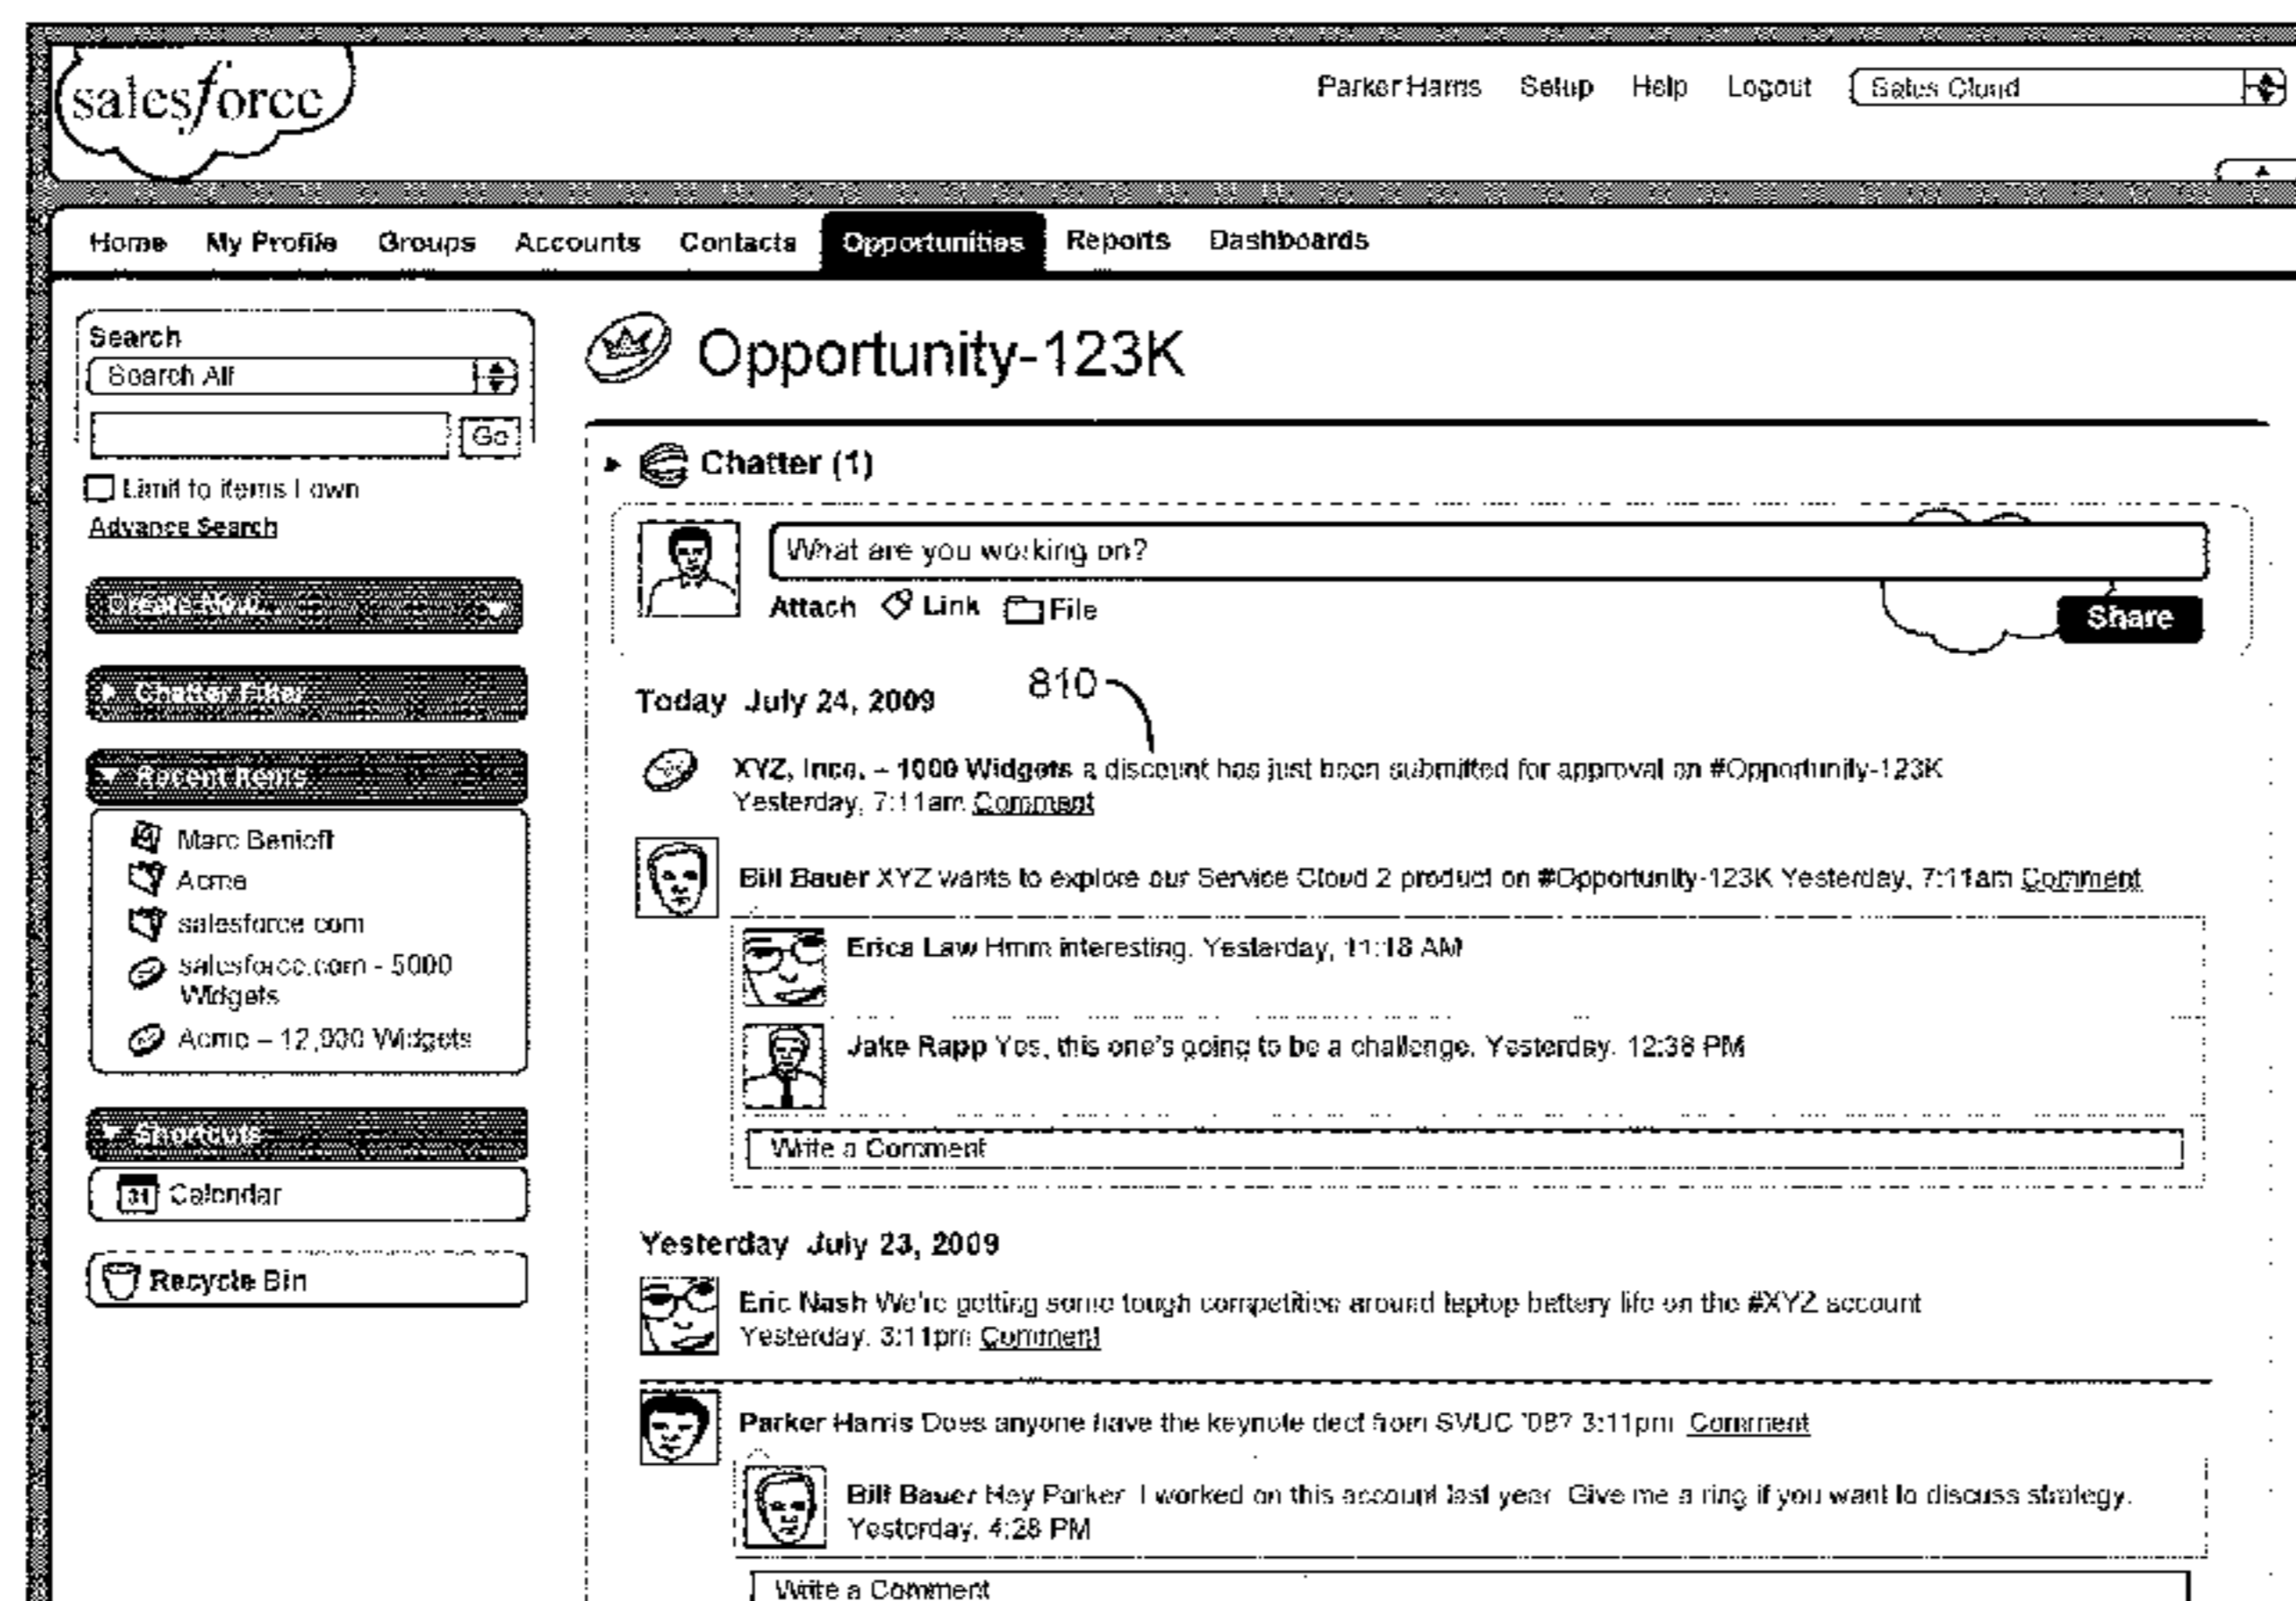 salesforce
Parker Harris Setup Help Logout Sales Cloud
Home My Profile Groups Accounts Contacts Opportunities Reports Dashboards
Search
Search All
Go
Limit to items I own
Advance Search
Create New...
Chatter Filter
Recent Items
Marc Benioff
Acme
salesforce.com
salesforce.com - 5000
Widgets
Acme – 12,000 Widgets
Shortcuts
31 Calendar
Recycle Bin
Opportunity-123K
Chatter (1)
What are you working on?
Attach Link File
Share
Today July 24, 2009
810
XYZ, Ince. – 1000 Widgets a discount has just been submitted for approval on #Opportunity-123K
Yesterday, 7:11am Comment
Bill Bauer XYZ wants to explore our Service Cloud 2 product on #Opportunity-123K Yesterday, 7:11am Comment
Erica Law Hmm interesting. Yesterday, 11:18 AM
Jake Rapp Yes, this one's going to be a challenge. Yesterday. 12:38 PM
Write a Comment
Yesterday July 23, 2009
Eric Nash We're getting some tough competition around laptop battery life on the #XYZ account
Yesterday. 3:11pm Comment
Parker Harris Does anyone have the keynote from SVUC '08? 3:11pm Comment
Bill Bauer Hey Parker. I worked on this account last year. Give me a ring if you want to discuss strategy.
Yesterday, 4:28 PM
Write a Comment